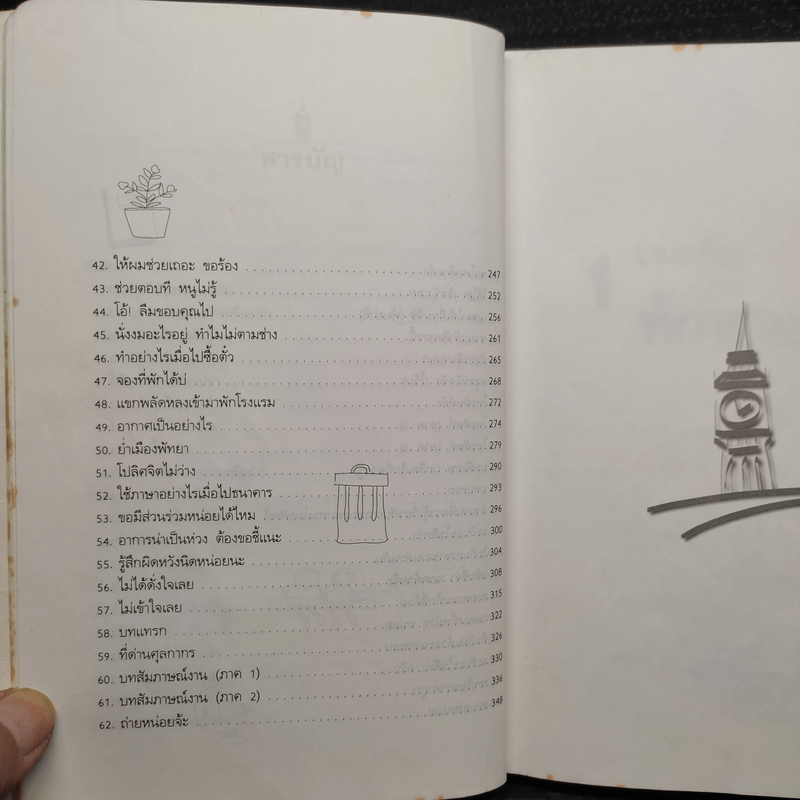 สารบัญ
42. ให้ผมช่วยเถอะ ขอร้อง 247
43. ช่วยตอบที หนูไม่รู้ 252
44. โอ้! ลืมขอบคุณไป 256
45. นั่งงมอะไรอยู่ ทำไมไม่ตามช่าง 261
46. ทำอย่างไรเมื่อไปซื้อตั๋ว 265
47. จองที่พักได้บ่ 268
48. แขกพลัดหลงเข้ามาพักโรงแรม 272
49. อากาศเป็นอย่างไร 274
50. ย่ำเมืองพัทยา 279
51. โปลิศจิตไม่ว่าง 290
52. ใช้ภาษาอย่างไรเมื่อไปธนาคาร 293
53. ขอมีส่วนร่วมหน่อยได้ไหม 296
54. อาการน่าเป็นห่วง ต้องขอชี้แนะ 300
55. รู้สึกผิดหวังนิดหน่อยนะ 304
56. ไม่ได้ดั่งใจเลย 308
57. ไม่เข้าใจเลย 315
58. บทแทรก 322
59. ที่ด่านศุลกากร 326
60. บทสัมภาษณ์งาน (ภาค 1) 330
61. บทสัมภาษณ์งาน (ภาค 2) 336
62. ถ่ายหน่อยจ้ะ 348